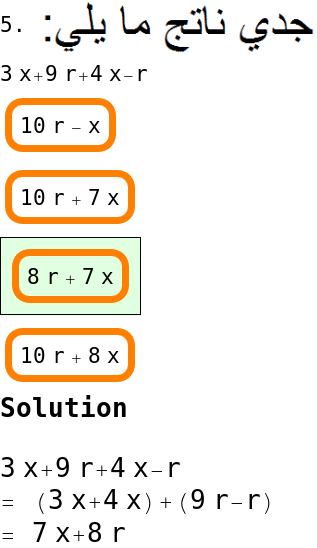 5. جدي ناتج ما يلي:
3 x+9 r+4 x−r
10 r − x
10 r + 7 x
8 r + 7 x
10 r + 8 x
Solution
3 x+9 r+4 x−r
= (3 x+4 x) + (9 r−r)
= 7 x+8 r